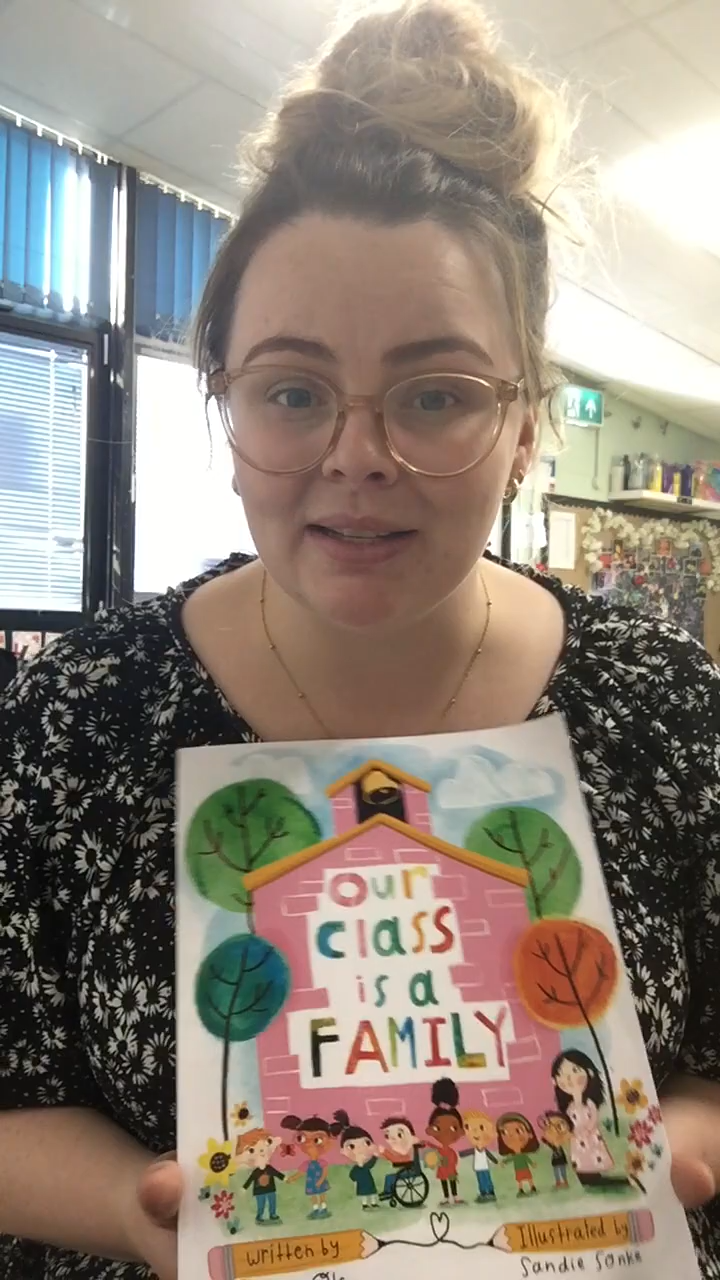 our
class
is a
FAMILY
written by
Illustrated by
Sandie Sonke